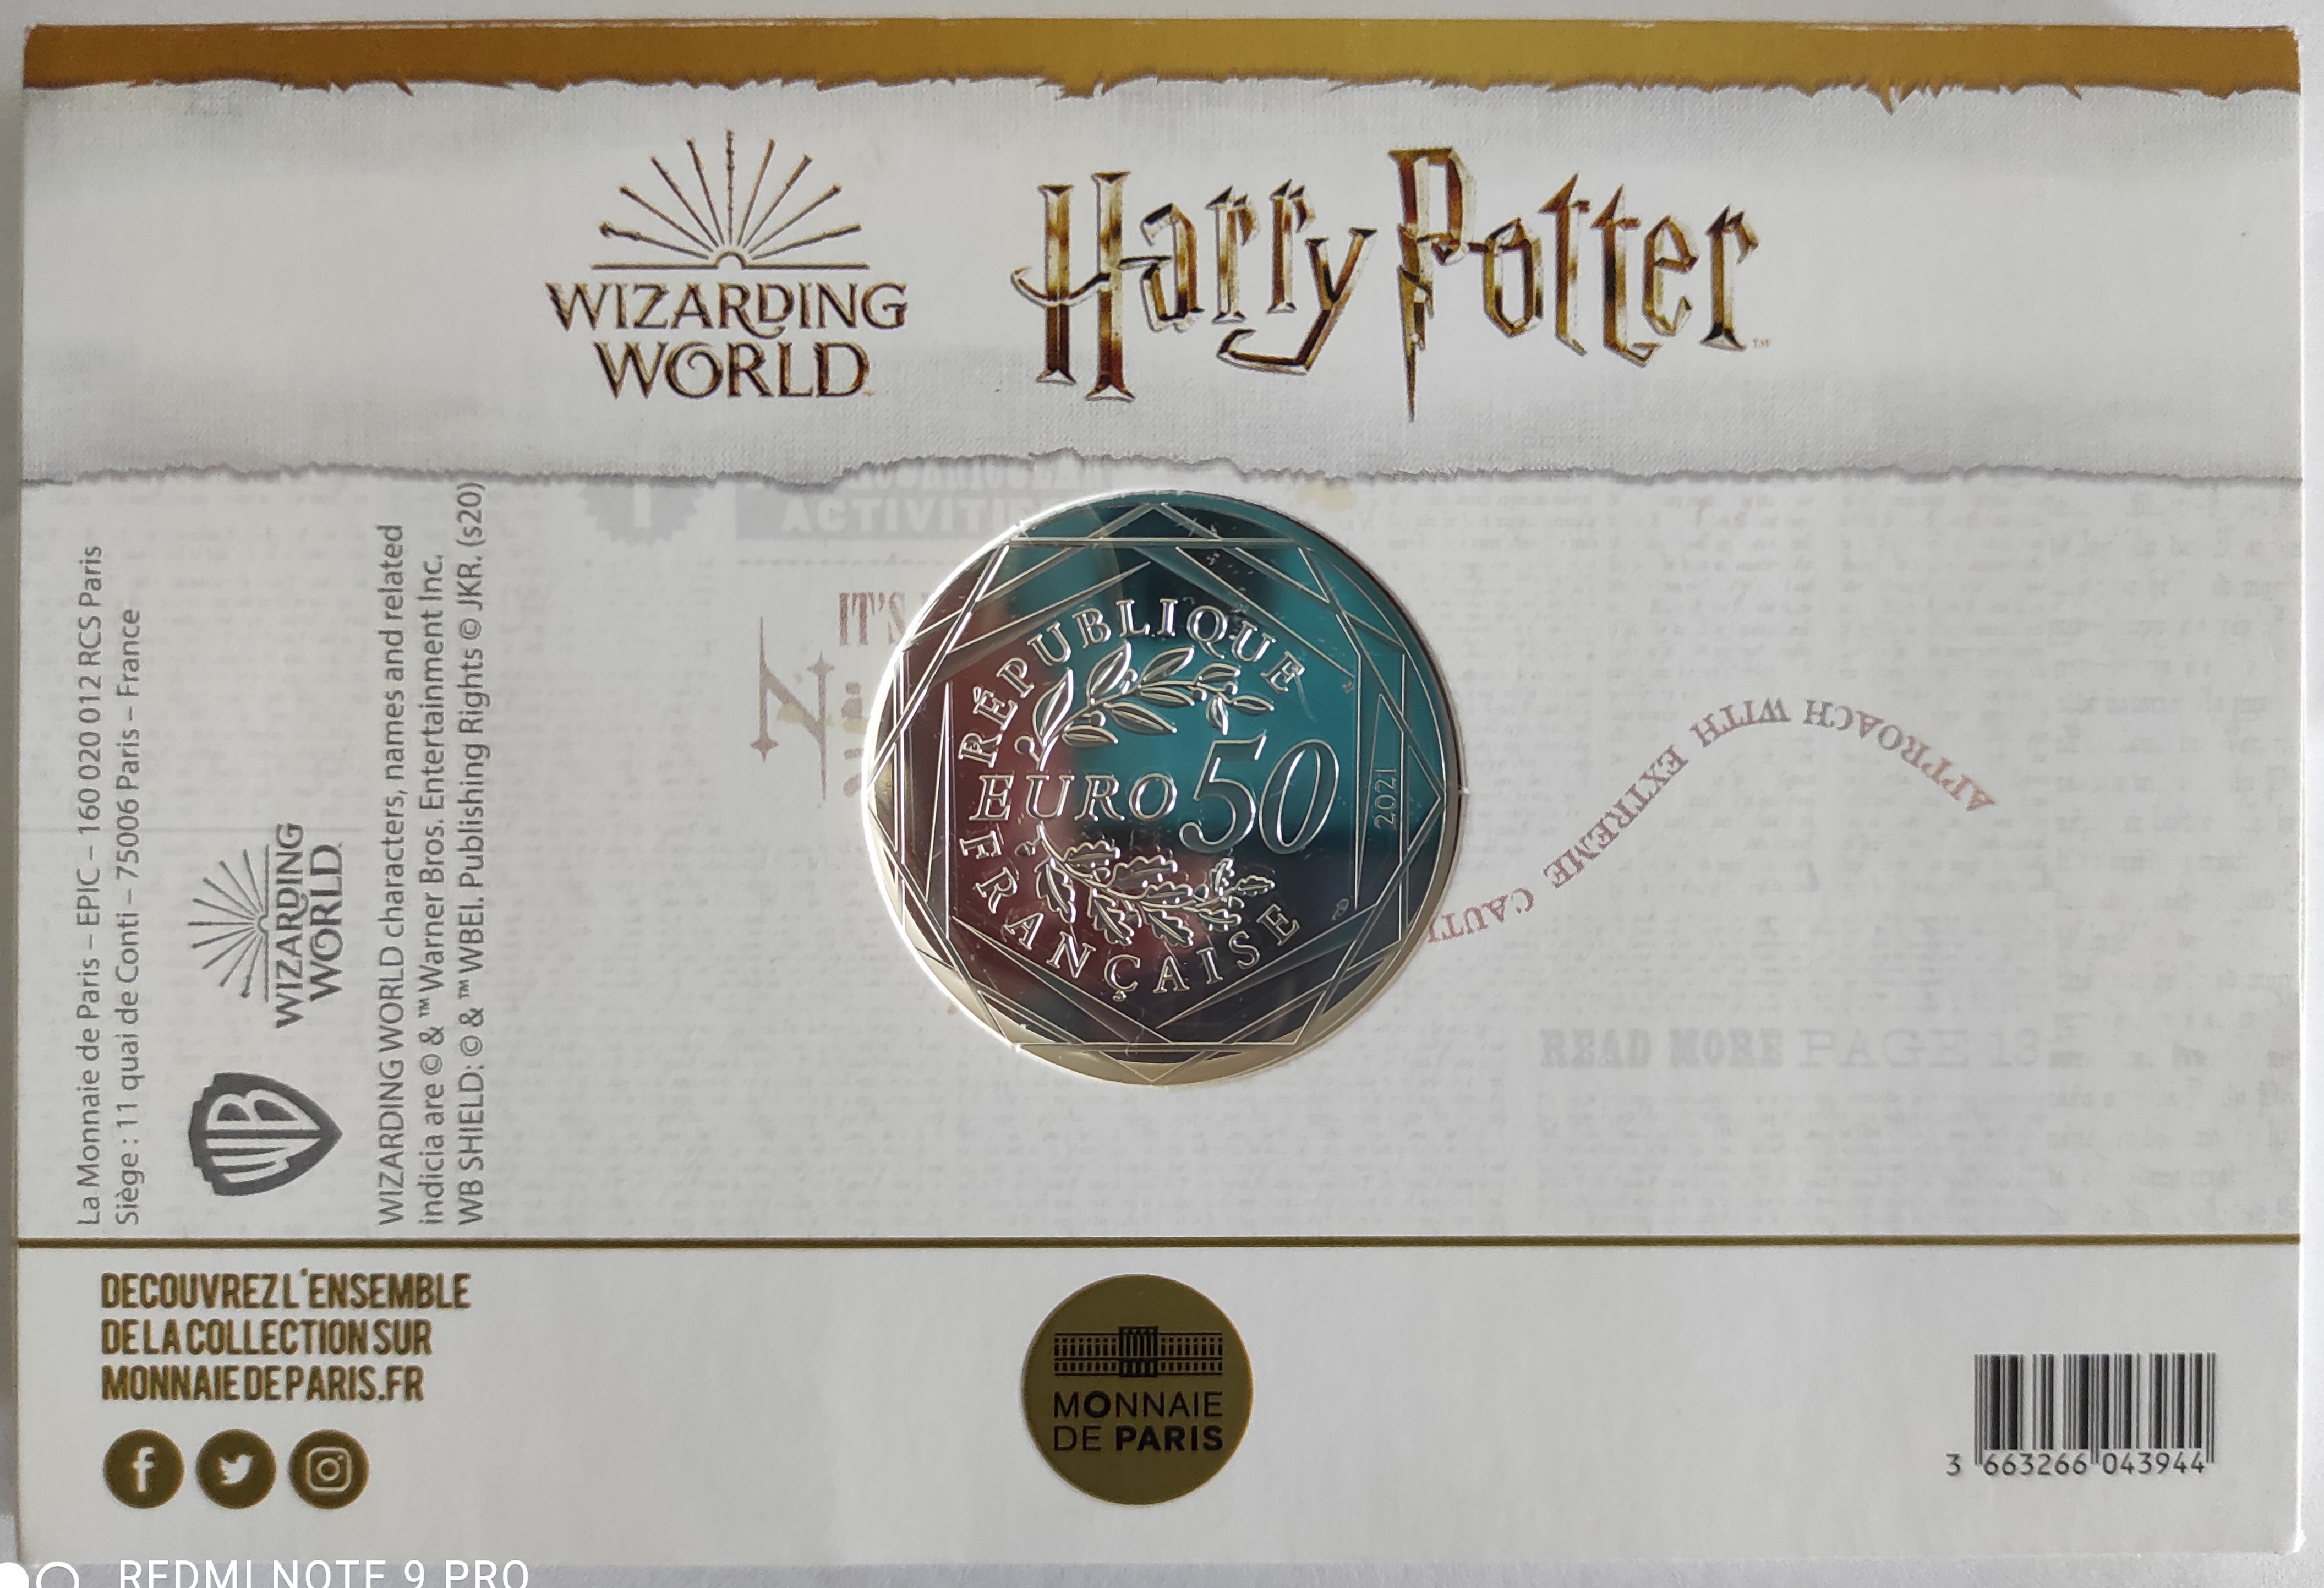 WIZARDING
WORLD
Harry Potter™
ACTIVITI
IT'S
RÉPUBLIQUE
EURO 50
2021
FRANÇAISE
APPROACH WITH EXTREME CAUTI
READ MORE PAGE 13
La Monnaie de Paris – EPIC – 160 020 012 RCS Paris
Siège : 11 quai de Conti – 75006 Paris – France
WIZARDING
WORLD
WB
WIZARDING WORLD characters, names and related
indicia are © & ™ Warner Bros. Entertainment Inc.
WB SHIELD: © & ™ WBEI. Publishing Rights © JKR. (s20)
DECOUVREZ L'ENSEMBLE
DE LA COLLECTION SUR
MONNAIEDEPARIS.FR
MONNAIE
DE PARIS
3 663266 043944
REDMI NOTE 9 PRO